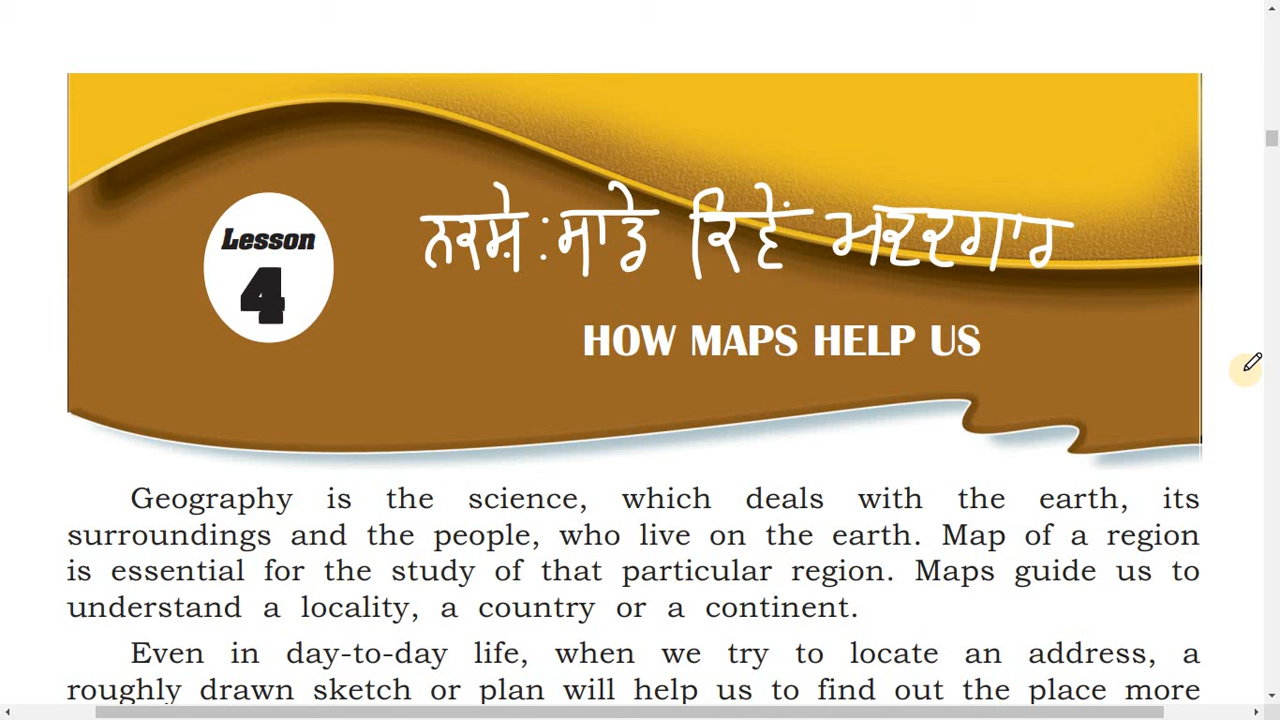 Lesson
4
ਨਕਸ਼ੇ : ਸਾਡੇ ਕਿਵੇਂ ਮਦਦਗਾਰ
HOW MAPS HELP US
Geography is the science, which deals with the earth, its
surroundings and the people, who live on the earth. Map of a region
is essential for the study of that particular region. Maps guide us to
understand a locality, a country or a continent.
Even in day-to-day life, when we try to locate an address, a
roughly drawn sketch or plan will help us to find out the place more